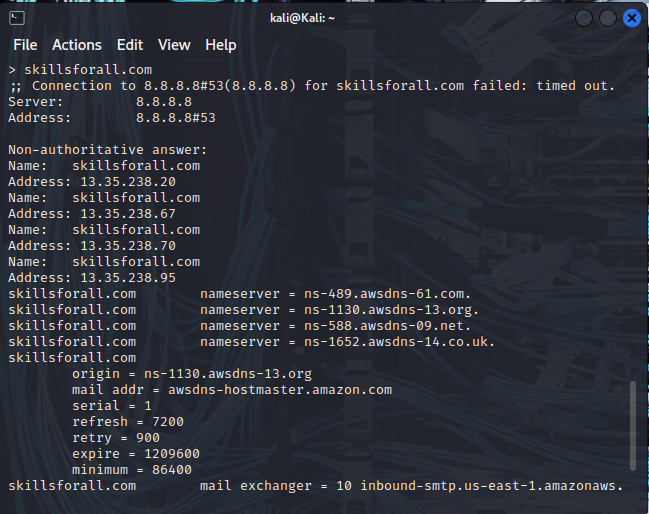 kali@Kali: ~
File Actions Edit View Help
> skillsforall.com
;; Connection to 8.8.8.8#53(8.8.8.8) for skillsforall.com failed: timed out.
Server: 8.8.8.8
Address: 8.8.8.8#53
Non-authoritative answer:
Name: skillsforall.com
Address: 13.35.238.20
Name: skillsforall.com
Address: 13.35.238.67
Name: skillsforall.com
Address: 13.35.238.70
Name: skillsforall.com
Address: 13.35.238.95
skillsforall.com nameserver = ns-489.awsdns-61.com.
skillsforall.com nameserver = ns-1130.awsdns-13.org.
skillsforall.com nameserver = ns-588.awsdns-09.net.
skillsforall.com nameserver = ns-1652.awsdns-14.co.uk.
skillsforall.com
origin = ns-1130.awsdns-13.org
mail addr = awsdns-hostmaster.amazon.com
serial = 1
refresh = 7200
retry = 900
expire = 1209600
minimum = 86400
skillsforall.com mail exchanger = 10 inbound-smtp.us-east-1.amazonaws.